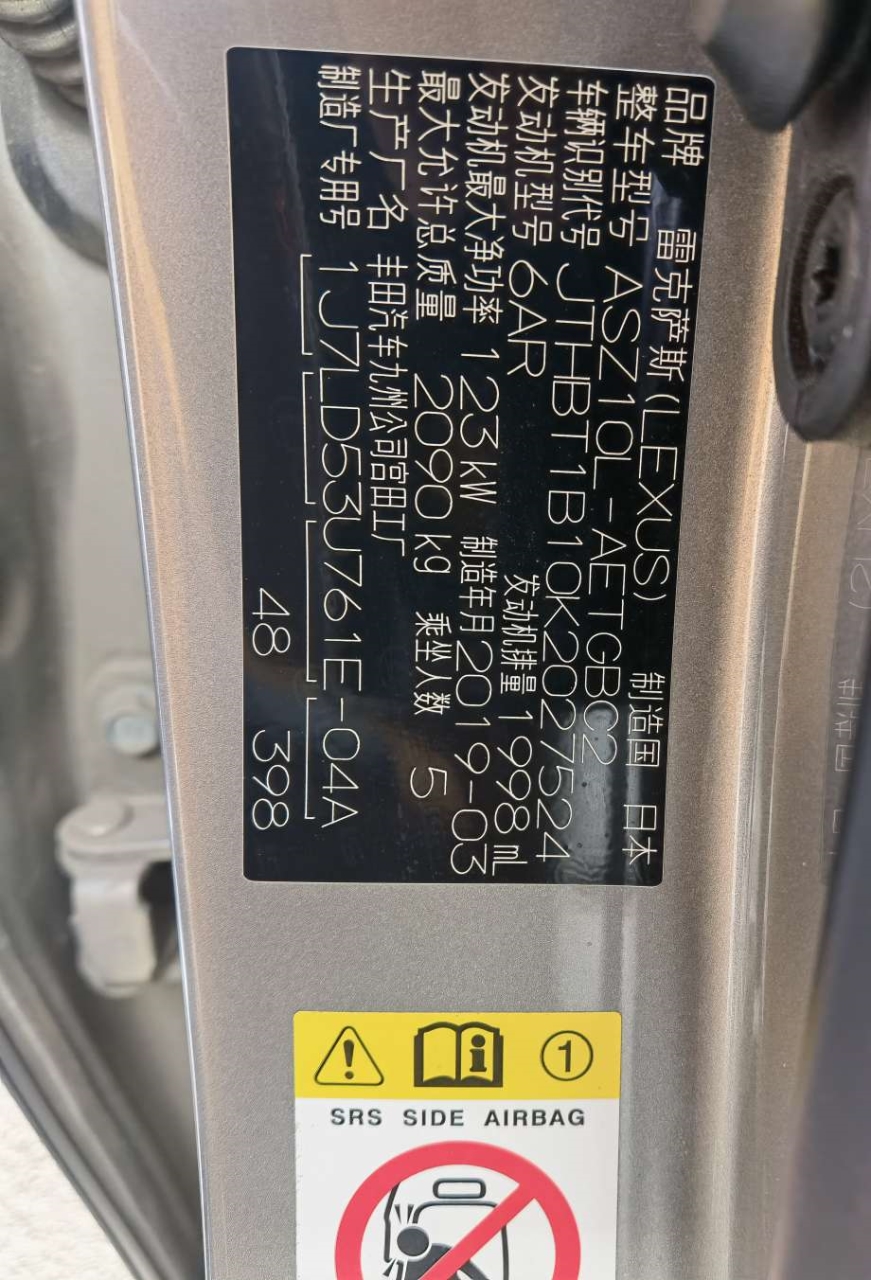 品牌 雷克萨斯(LEXUS) 制造国 日本
整车型号 ASZ10L-AETGBC2
车辆识别代号 JTHBT1B10K2027524
发动机型号 6AR 发动机排量 1998mL
发动机最大净功率 123kW 制造年月 2019-03
最大允许总质量 2090kg 乘坐人数 5
生产厂名 丰田汽车九州公司宫田工厂
制造厂专用号 1J7LD53U761E-04A
48 398
1
SRS SIDE AIRBAG